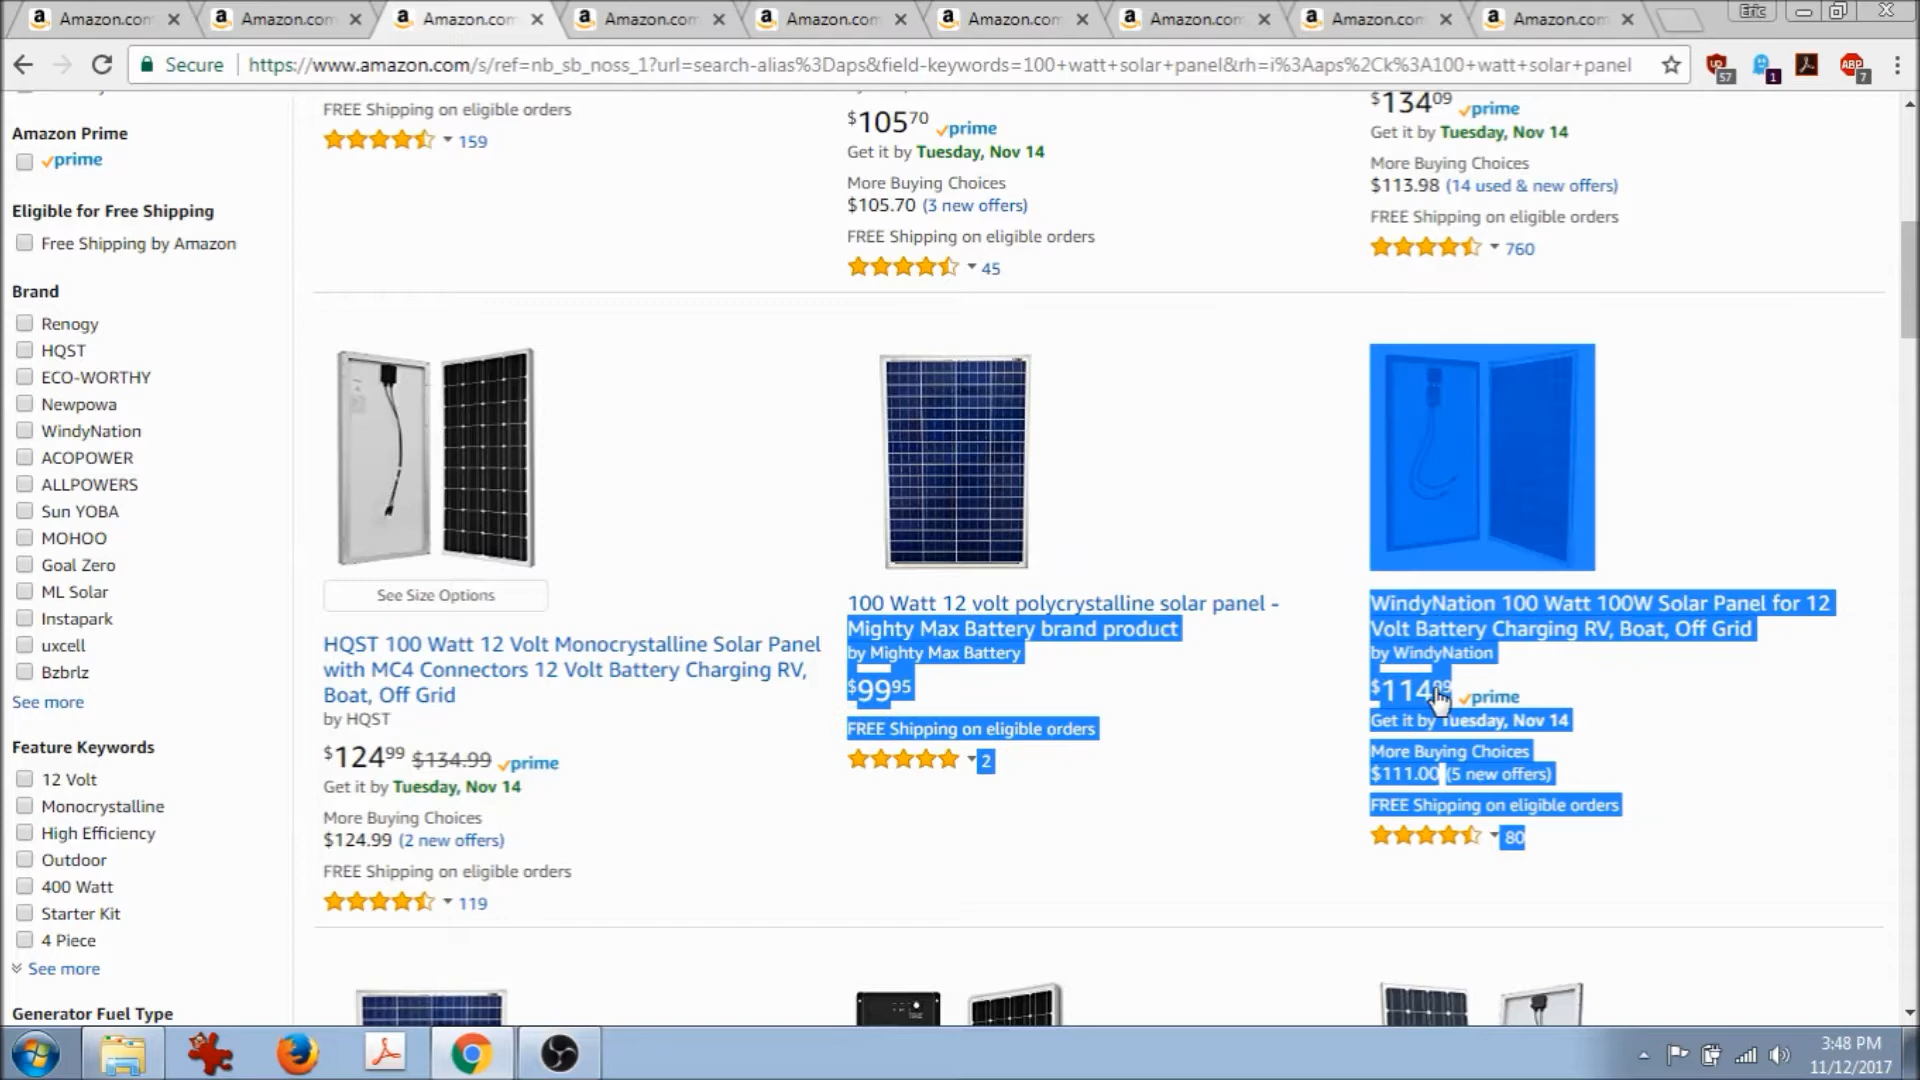 Amazon.com
Amazon.com
Amazon.com
Amazon.com
Amazon.com
Amazon.com
Amazon.com
Amazon.com
Amazon.com
Eric
Secure
https://www.amazon.com/s/ref=nb_sb_noss_1?url=search-alias%3Daps&field-keywords=100+watt+solar+panel&rh=i%3Aaps%2Ck%3A100+watt+solar+panel
57
1
ABP
7
Amazon Prime
prime
Eligible for Free Shipping
Free Shipping by Amazon
Brand
Renogy
HQST
ECO-WORTHY
Newpowa
WindyNation
ACOPOWER
ALLPOWERS
Sun YOBA
MOHOO
Goal Zero
ML Solar
Instapark
uxcell
Bzbrlz
See more
Feature Keywords
12 Volt
Monocrystalline
High Efficiency
Outdoor
400 Watt
Starter Kit
4 Piece
See more
Generator Fuel Type
FREE Shipping on eligible orders
159
$105.70 prime
Get it by Tuesday, Nov 14
More Buying Choices
$105.70 (3 new offers)
FREE Shipping on eligible orders
45
$134.09 prime
Get it by Tuesday, Nov 14
More Buying Choices
$113.98 (14 used & new offers)
FREE Shipping on eligible orders
760
See Size Options
HQST 100 Watt 12 Volt Monocrystalline Solar Panel
with MC4 Connectors 12 Volt Battery Charging RV,
Boat, Off Grid
by HQST
$124.99 $134.99 prime
Get it by Tuesday, Nov 14
More Buying Choices
$124.99 (2 new offers)
FREE Shipping on eligible orders
119
100 Watt 12 volt polycrystalline solar panel -
Mighty Max Battery brand product
by Mighty Max Battery
$99.95
FREE Shipping on eligible orders
2
WindyNation 100 Watt 100W Solar Panel for 12
Volt Battery Charging RV, Boat, Off Grid
by WindyNation
$114.99 prime
Get it by Tuesday, Nov 14
More Buying Choices
$111.00 (5 new offers)
FREE Shipping on eligible orders
80
3:48 PM
11/12/2017